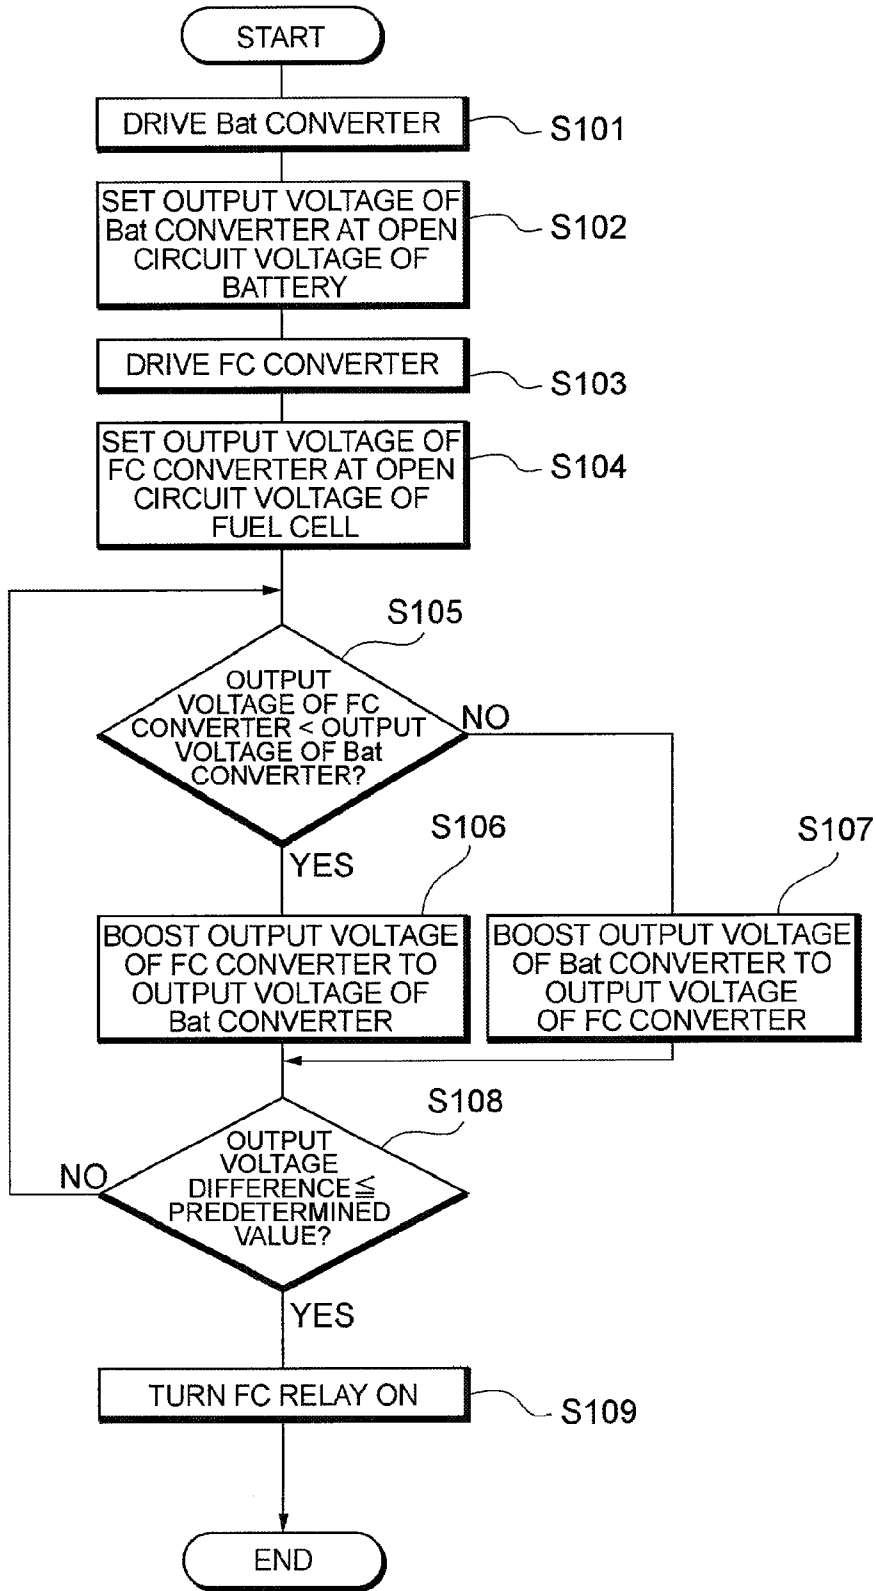 START
DRIVE Bat CONVERTER
S101
SET OUTPUT VOLTAGE OF
Bat CONVERTER AT OPEN
CIRCUIT VOLTAGE OF
BATTERY
S102
DRIVE FC CONVERTER
S103
SET OUTPUT VOLTAGE OF
FC CONVERTER AT OPEN
CIRCUIT VOLTAGE OF
FUEL CELL
S104
S105
OUTPUT
VOLTAGE OF FC
CONVERTER < OUTPUT
VOLTAGE OF Bat
CONVERTER?
NO
YES
S106
BOOST OUTPUT VOLTAGE
OF FC CONVERTER TO
OUTPUT VOLTAGE OF
Bat CONVERTER
S107
BOOST OUTPUT VOLTAGE
OF Bat CONVERTER TO
OUTPUT VOLTAGE
OF FC CONVERTER
S108
OUTPUT
VOLTAGE
DIFFERENCE≦
PREDETERMINED
VALUE?
NO
YES
TURN FC RELAY ON
S109
END